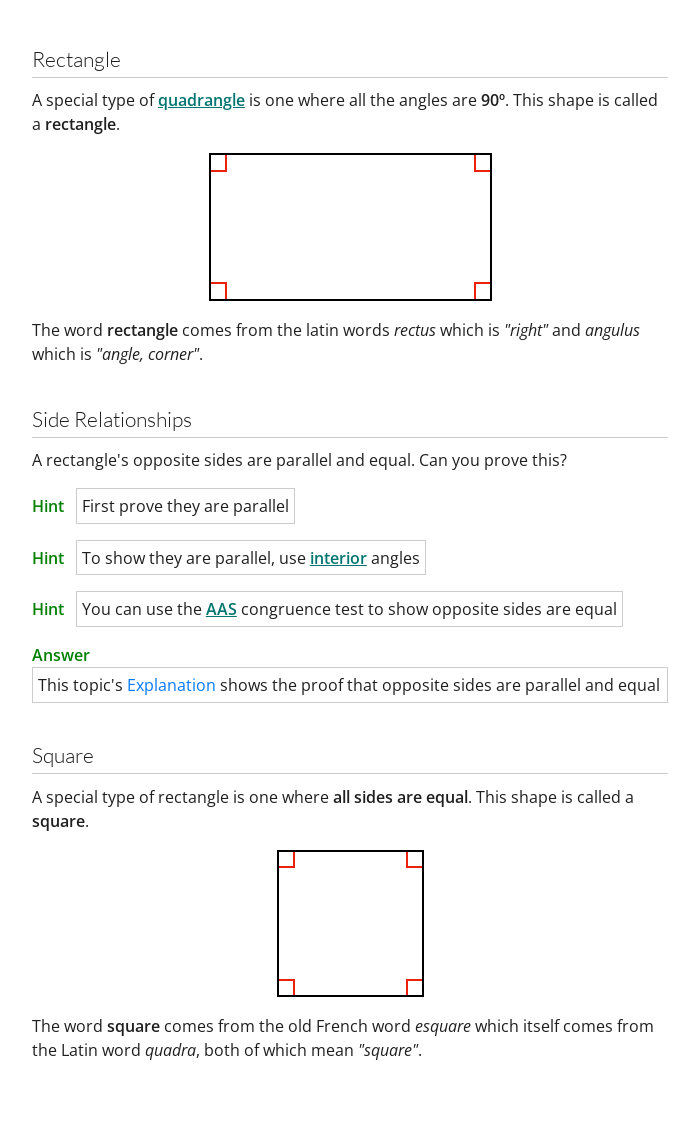 Rectangle
A special type of quadrangle is one where all the angles are 90º. This shape is called
a rectangle.
The word rectangle comes from the latin words rectus which is "right" and angulus
which is "angle, corner".
Side Relationships
A rectangle's opposite sides are parallel and equal. Can you prove this?
Hint First prove they are parallel
Hint To show they are parallel, use interior angles
Hint You can use the AAS congruence test to show opposite sides are equal
Answer
This topic's Explanation shows the proof that opposite sides are parallel and equal
Square
A special type of rectangle is one where all sides are equal. This shape is called a
square.
The word square comes from the old French word esquare which itself comes from
the Latin word quadra, both of which mean "square".